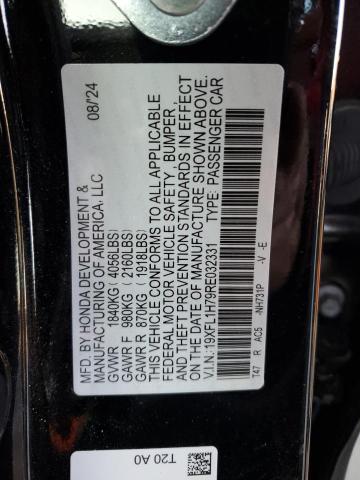 MFD. BY HONDA DEVELOPMENT & 08/'24
MANUFACTURING OF AMERICA, LLC
GVWR 1840KG ( 4056LBS)
GAWR F 980KG ( 2160LBS)
GAWR R 870KG ( 1918LBS)
THIS VEHICLE CONFORMS TO ALL APPLICABLE
FEDERAL MOTOR VEHICLE SAFETY , BUMPER,
AND THEFT PREVENTION STANDARDS IN EFFECT
ON THE DATE OF MANUFACTURE SHOWN ABOVE.
V.I.N.: 19XFL1H79RE032331 TYPE: PASSENGER CAR
T47 R AC5 -NH731P -V -E
T20 A0